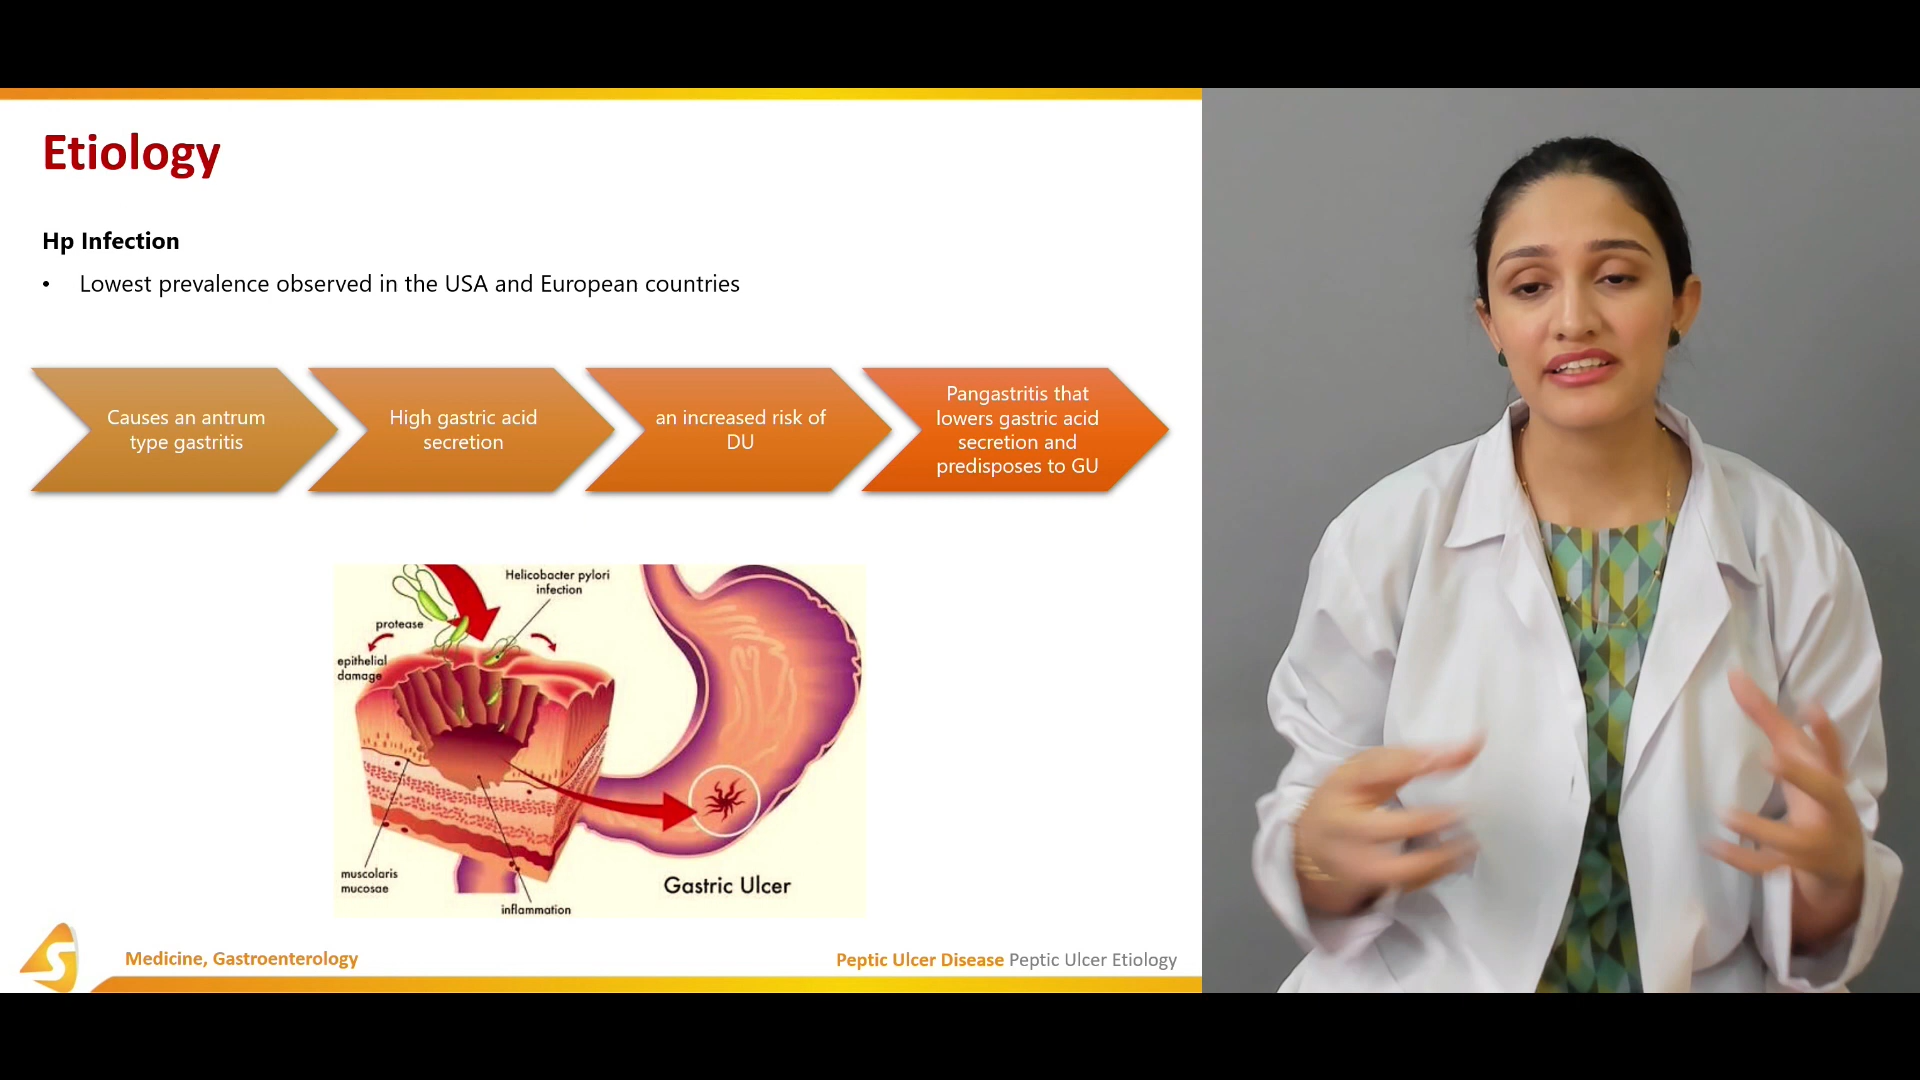 Etiology
Hp Infection
• Lowest prevalence observed in the USA and European countries
Causes an antrum
type gastritis
High gastric acid
secretion
an increased risk of
DU
Pangastritis that
lowers gastric acid
secretion and
predisposes to GU
Helicobacter pylori
infection
protease
epithelial
damage
muscolaris
mucosae
inflammation
Gastric Ulcer
S
Medicine, Gastroenterology
Peptic Ulcer Disease Peptic Ulcer Etiology